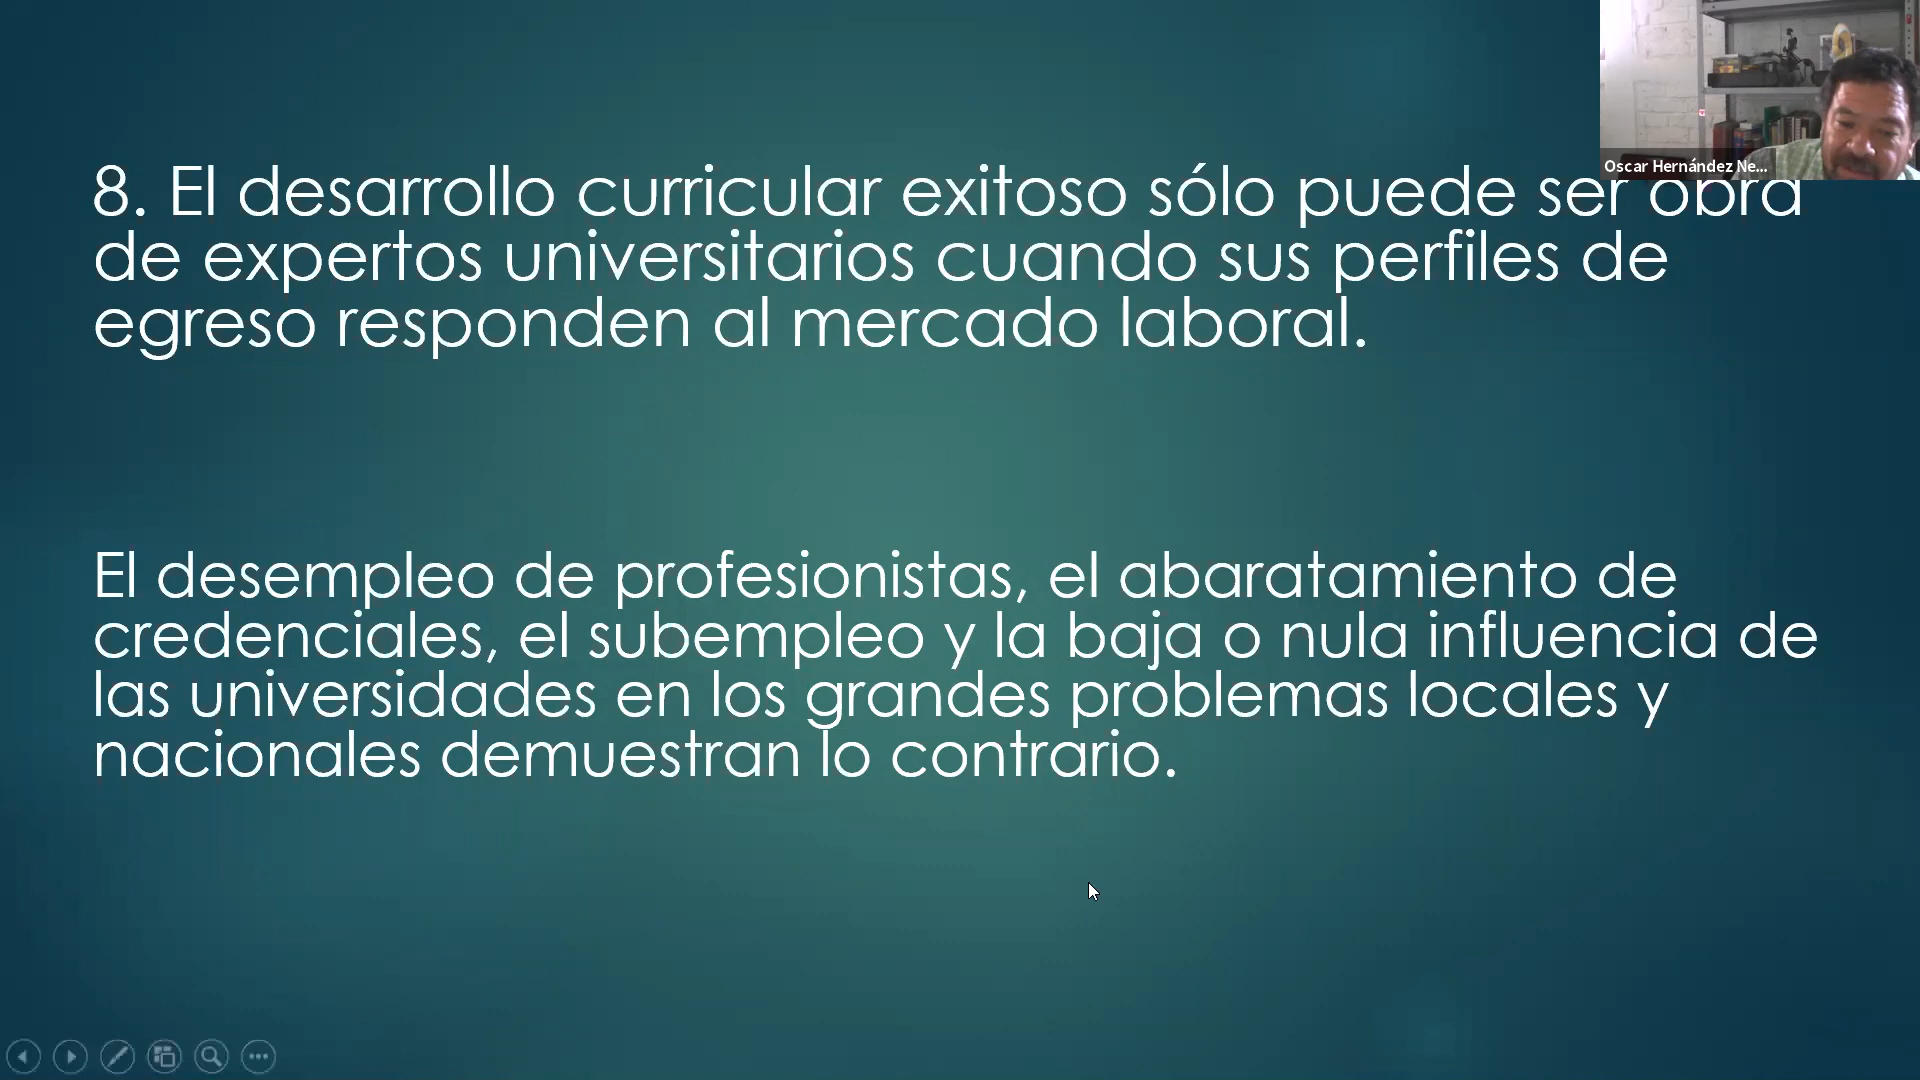 Oscar Hernández Ne...
8. El desarrollo curricular exitoso sólo puede ser obra
de expertos universitarios cuando sus perfiles de
egreso responden al mercado laboral.
El desempleo de profesionistas, el abaratamiento de
credenciales, el subempleo y la baja o nula influencia de
las universidades en los grandes problemas locales y
nacionales demuestran lo contrario.